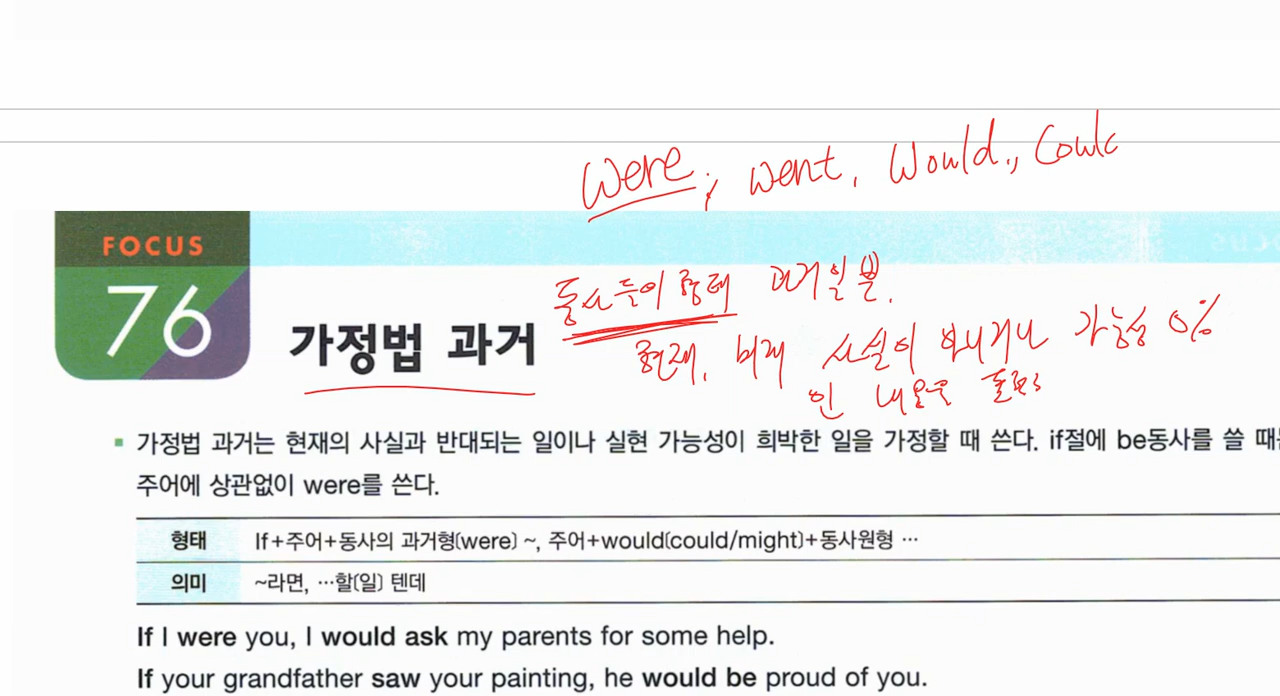 were, went, would, Could
FOCUS
76
동사들이 형태 과거일뿐.
가정법 과거
현재, 미래 사실이 아니거나 가능성 0%
인 내용을 표현
가정법 과거는 현재의 사실과 반대되는 일이나 실현 가능성이 희박한 일을 가정할 때 쓴다. if절에 be동사를 쓸 때
주어에 상관없이 were를 쓴다.
형태 If+주어+동사의 과거형(were) ~, 주어+would(could/might)+동사원형 …
의미 ~라면, …할(일) 텐데
If I were you, I would ask my parents for some help.
If your grandfather saw your painting, he would be proud of you.